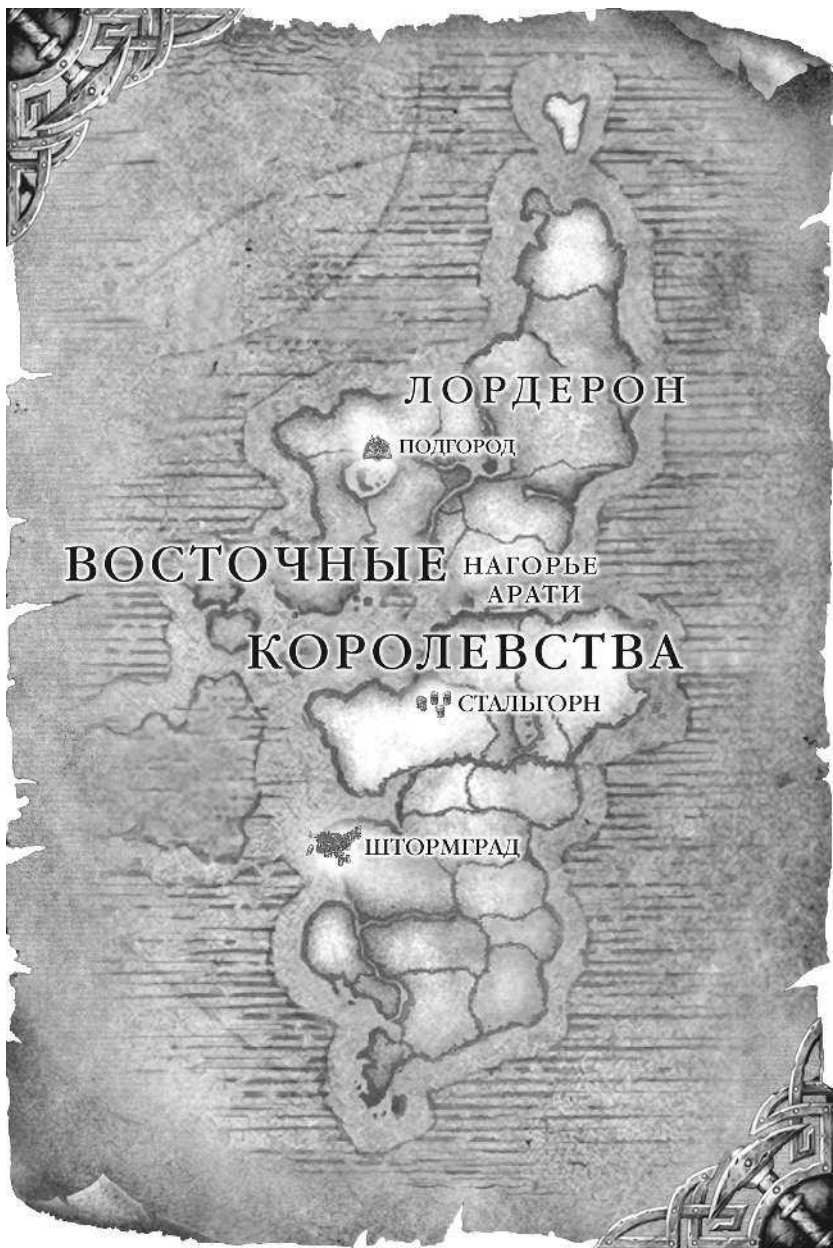 ЛОРДЕРОН
ПОДГОРОД
ВОСТОЧНЫЕ
НАГОРЬЕ
АРАТИ
КОРОЛЕВСТВА
СТАЛЬГОРН
ШТОРМГРАД